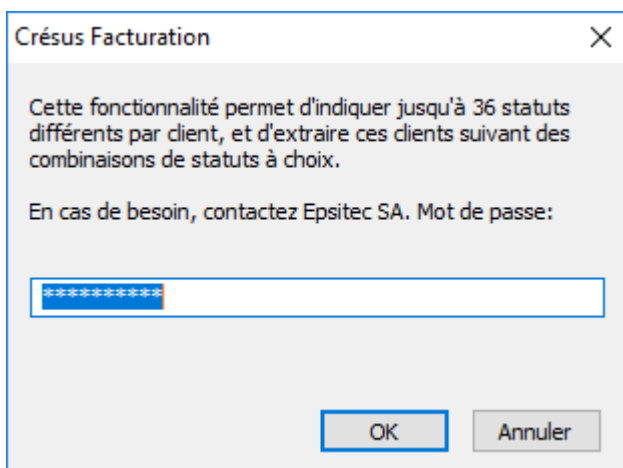 Crésus Facturation
Cette fonctionnalité permet d'indiquer jusqu'à 36 statuts
différents par client, et d'extraire ces clients suivant des
combinaisons de statuts à choix.
En cas de besoin, contactez Epsitec SA. Mot de passe:
**********
OK Annuler